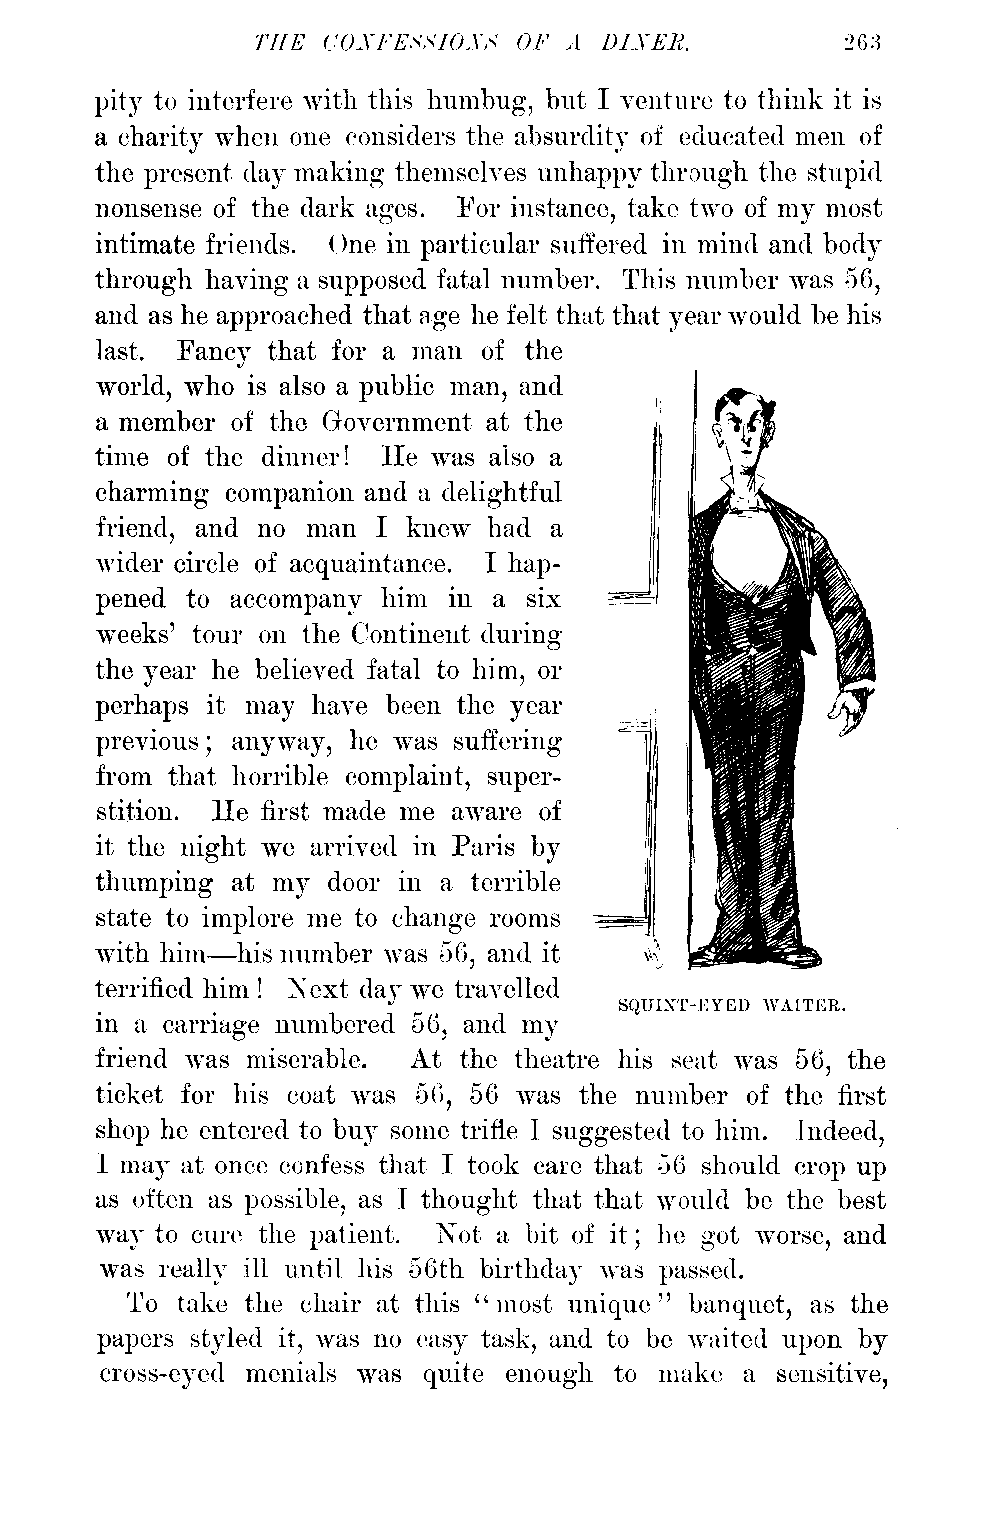 THE CONFESSIONS OF A DINER. 263
pity to interfere with this humbug, but I venture to think it is
a charity when one considers the absurdity of educated men of
the present day making themselves unhappy through the stupid
nonsense of the dark ages. For instance, take two of my most
intimate friends. One in particular suffered in mind and body
through having a supposed fatal number. This number was 56,
and as he approached that age he felt that that year would be his
last. Fancy that for a man of the
world, who is also a public man, and
a member of the Government at the
time of the dinner! He was also a
charming companion and a delightful
friend, and no man I knew had a
wider circle of acquaintance. I hap-
pened to accompany him in a six
weeks' tour on the Continent during
the year he believed fatal to him, or
perhaps it may have been the year
previous; anyway, he was suffering
from that horrible complaint, super-
stition. He first made me aware of
it the night we arrived in Paris by
thumping at my door in a terrible
state to implore me to change rooms
with him—his number was 56, and it
terrified him! Next day we travelled
in a carriage numbered 56, and my
SQUINT-EYED WAITER.
friend was miserable. At the theatre his seat was 56, the
ticket for his coat was 56, 56 was the number of the first
shop he entered to buy some trifle I suggested to him. Indeed,
I may at once confess that I took care that 56 should crop up
as often as possible, as I thought that that would be the best
way to cure the patient. Not a bit of it; he got worse, and
was really ill until his 56th birthday was passed.
To take the chair at this "most unique" banquet, as the
papers styled it, was no easy task, and to be waited upon by
cross-eyed menials was quite enough to make a sensitive,